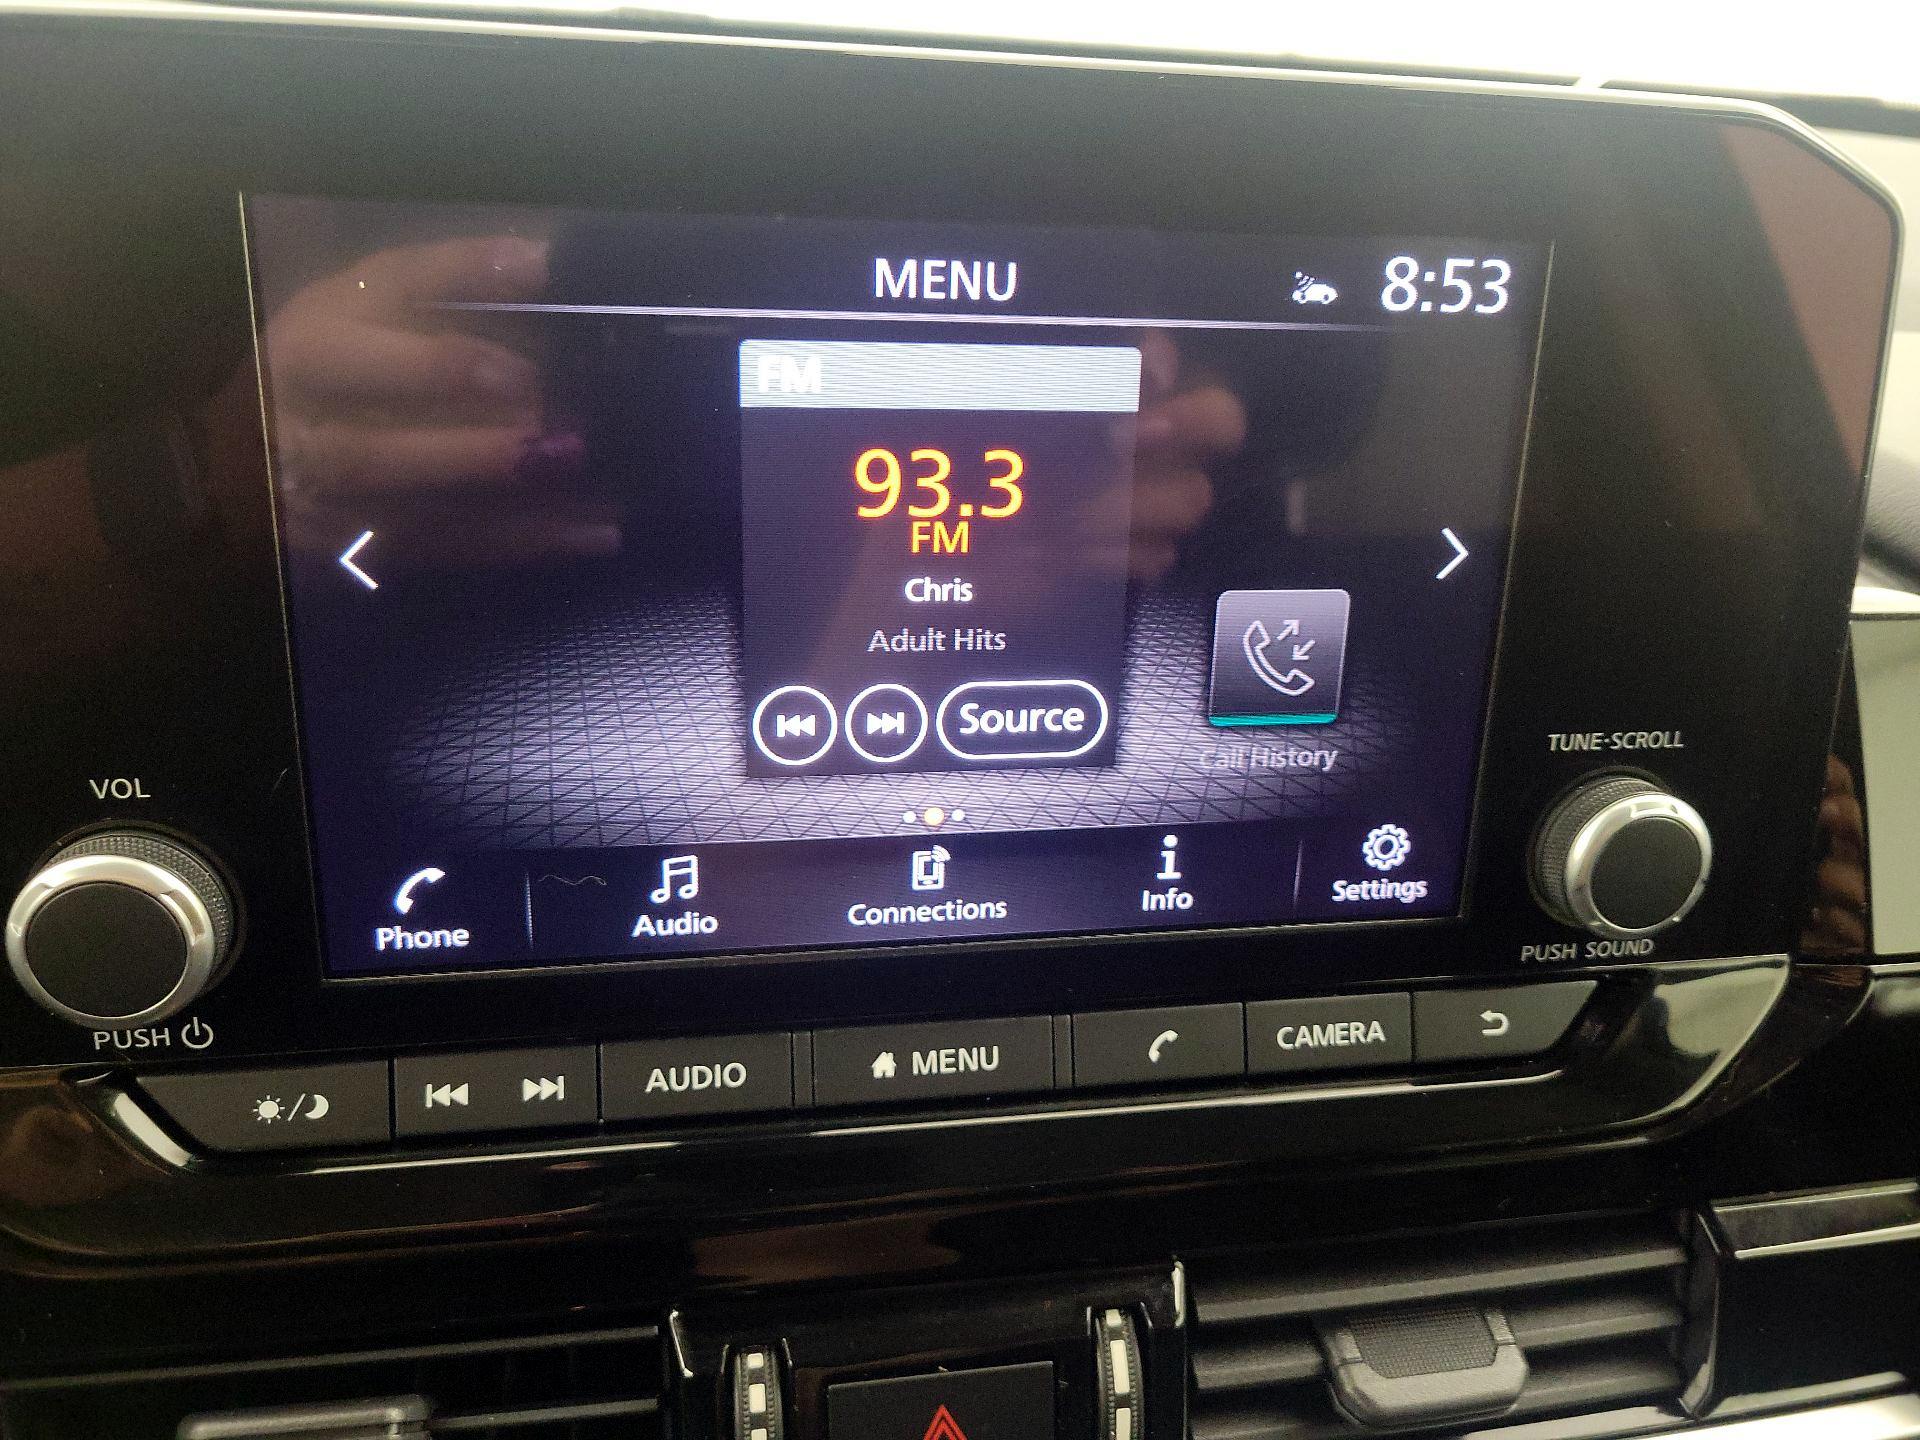 MENU
8:53
FM
93.3
FM
Chris
Adult Hits
Source
Call History
Phone
Audio
Connections
Info
Settings
VOL
PUSH
TUNE·SCROLL
PUSH SOUND
AUDIO
MENU
CAMERA